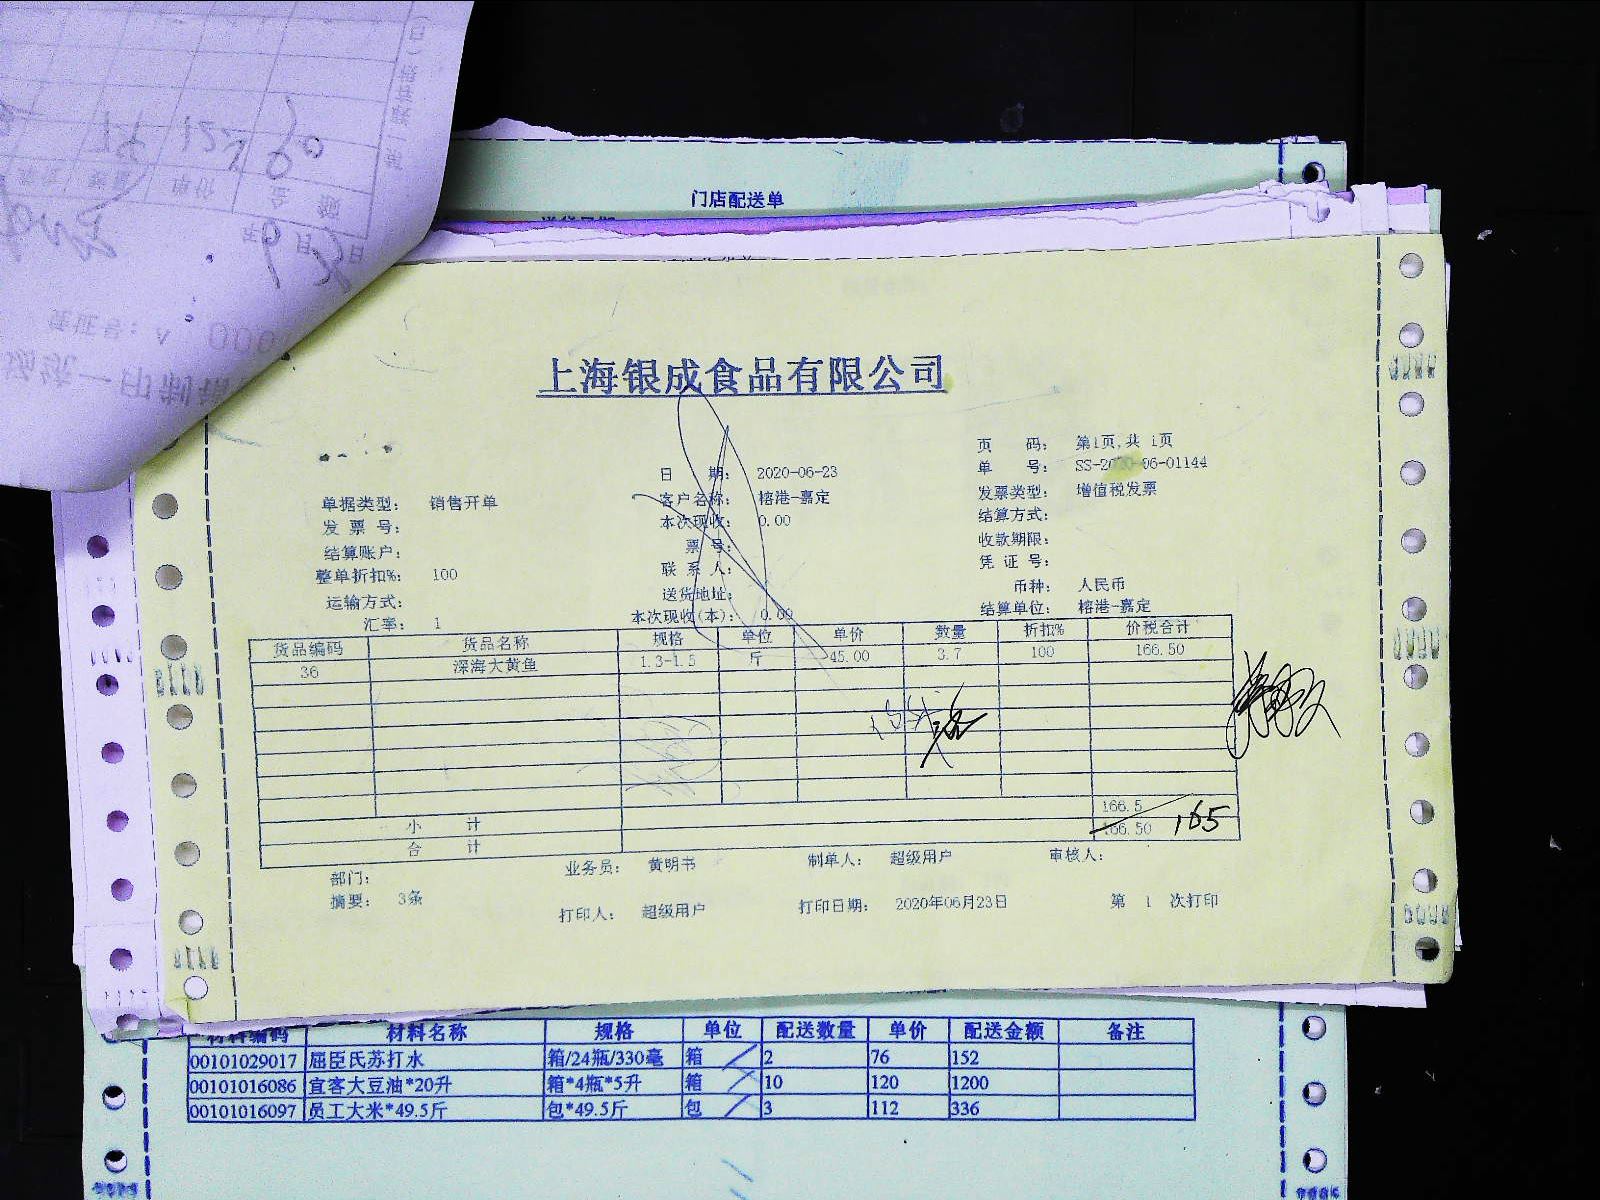 门店配送单
上海银成食品有限公司
页 码： 第1页，共 1页
日 期： 2020-06-23
单 号： SS-2020-06-01144
单据类型： 销售开单
客户名称： 榕港-嘉定
发票类型： 增值税发票
发 票 号：
本次现收： 0.00
结算方式：
结算账户：
票 号：
收款期限：
整单折扣%： 100
联 系 人：
凭 证 号：
运输方式：
送货地址：
币种： 人民币
汇率： 1
本次现收(本)： 0.00
结算单位： 榕港-嘉定
货品编码 货品名称 规格 单位 单价 数量 折扣% 价税合计
36 深海大黄鱼 1.3-1.5 斤 45.00 3.7 100 166.50
小 计 166.5
合 计 166.50 165
部门： 业务员： 黄明书 制单人： 超级用户 审核人：
摘要： 3条 打印人： 超级用户 打印日期： 2020年06月23日 第 1 次打印
材料编码 材料名称 规格 单位 配送数量 单价 配送金额 备注
00101029017 屈臣氏苏打水 箱/24瓶/330毫 箱 2 76 152
00101016086 宜客大豆油*20升 箱*4瓶*5升 箱 10 120 1200
00101016097 员工大米*49.5斤 包*49.5斤 包 3 112 336